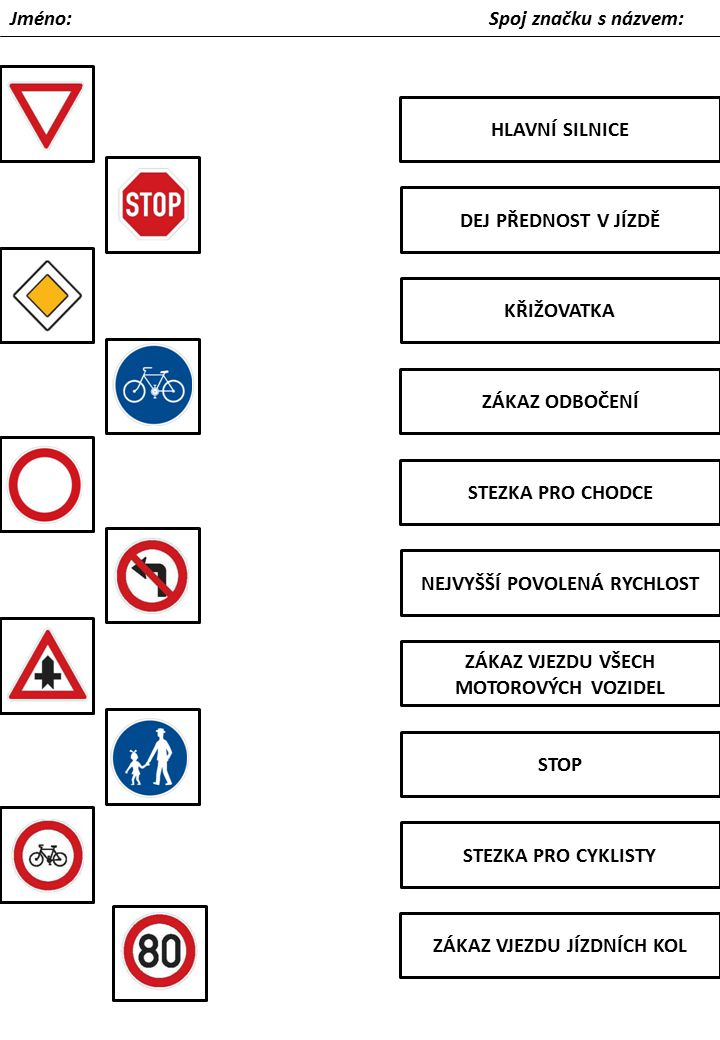 Jméno: Spoj značku s názvem:
HLAVNÍ SILNICE
STOP
DEJ PŘEDNOST V JÍZDĚ
KŘIŽOVATKA
ZÁKAZ ODBOČENÍ
STEZKA PRO CHODCE
NEJVYŠŠÍ POVOLENÁ RYCHLOST
ZÁKAZ VJEZDU VŠECH
MOTOROVÝCH VOZIDEL
STOP
STEZKA PRO CYKLISTY
80
ZÁKAZ VJEZDU JÍZDNÍCH KOL